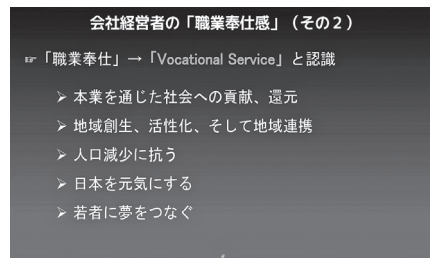 会社経営者の「職業奉仕感」（その２）
☞「職業奉仕」→「Vocational Service」と認識
➢ 本業を通じた社会への貢献、還元
➢ 地域創生、活性化、そして地域連携
➢ 人口減少に抗う
➢ 日本を元気にする
➢ 若者に夢をつなぐ